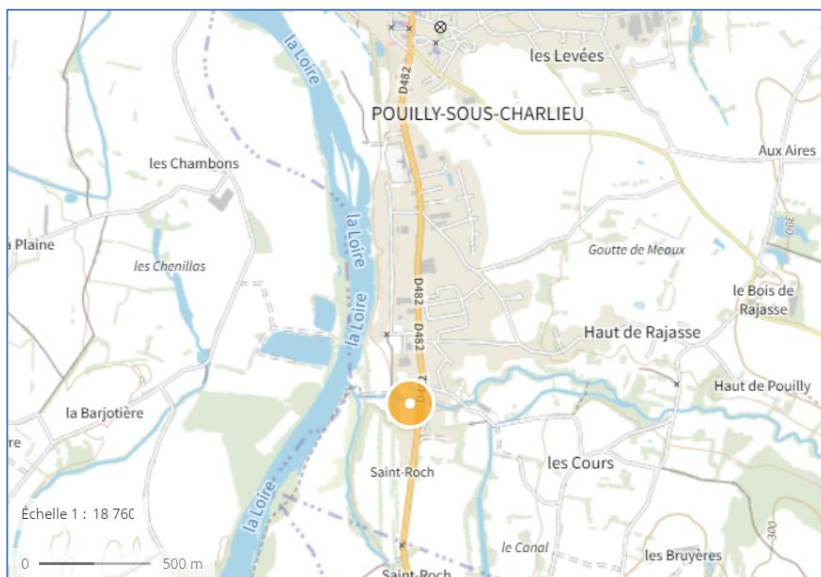 la Loire
D482
les Levées
POUILLY-SOUS-CHARLIEU
les Chambons
Aux Aires
la Loire
Plaine
les Chenillas
Goutte de Meaux
390
D482
la Loire
le Bois de
Rajasse
D482
Haut de Rajasse
Haut de Pouilly
la Barjotière
Saint-Roch
les Cours
la Loire
Échelle 1 : 18 760
0
500 m
le Canal
300
les Bruyères
Saint-Roch